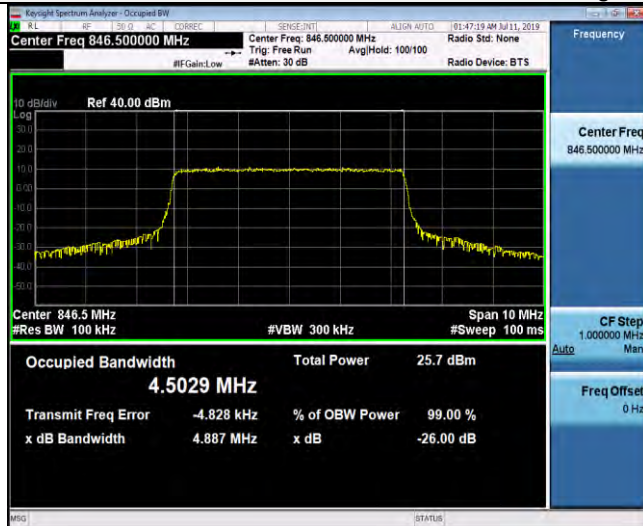 Keysight Spectrum Analyzer - Occupied BW
RL RF 50 Ω AC CORREC SENSE:INT ALIGN AUTO 01:47:19 AM Jul 11, 2019
Center Freq 846.500000 MHz Center Freq: 846.500000 MHz Radio Std: None Frequency
Trig: Free Run Avg|Hold: 100/100
#IFGain:Low #Atten: 30 dB Radio Device: BTS
10 dB/div Ref 40.00 dBm
Log
30.0
20.0
10.0
0.00
-10.0
-20.0
-30.0
-40.0
-50.0
Center Freq
846.500000 MHz
Center 846.5 MHz Span 10 MHz
#Res BW 100 kHz #VBW 300 kHz #Sweep 100 ms
CF Step
1.000000 MHz
Auto Man
Occupied Bandwidth Total Power 25.7 dBm
4.5029 MHz
Transmit Freq Error -4.828 kHz % of OBW Power 99.00 %
x dB Bandwidth 4.887 MHz x dB -26.00 dB
Freq Offset
0 Hz
MSG STATUS